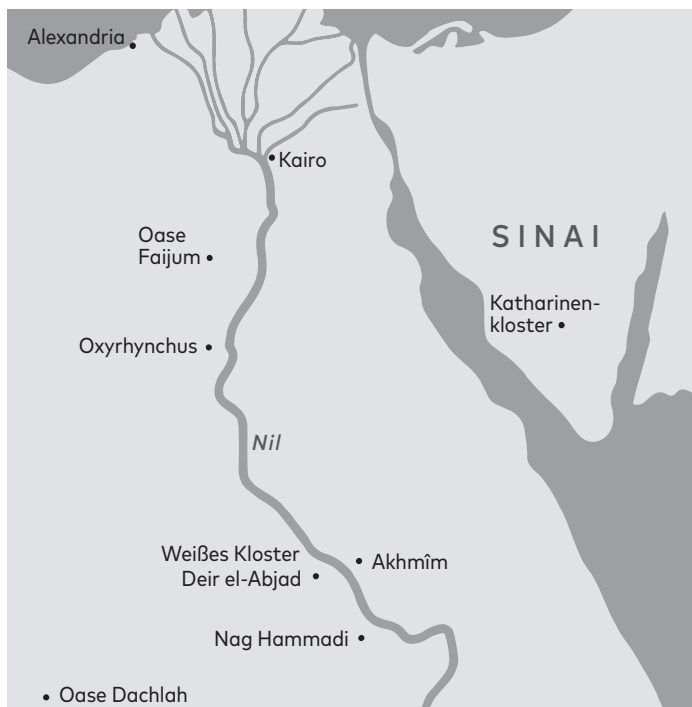 Alexandria
Kairo
Oase
Faijum
SINAI
Katharinen-
kloster
Oxyrhynchus
Nil
Weißes Kloster
Deir el-Abjad
Akhmîm
Nag Hammadi
Oase Dachlah